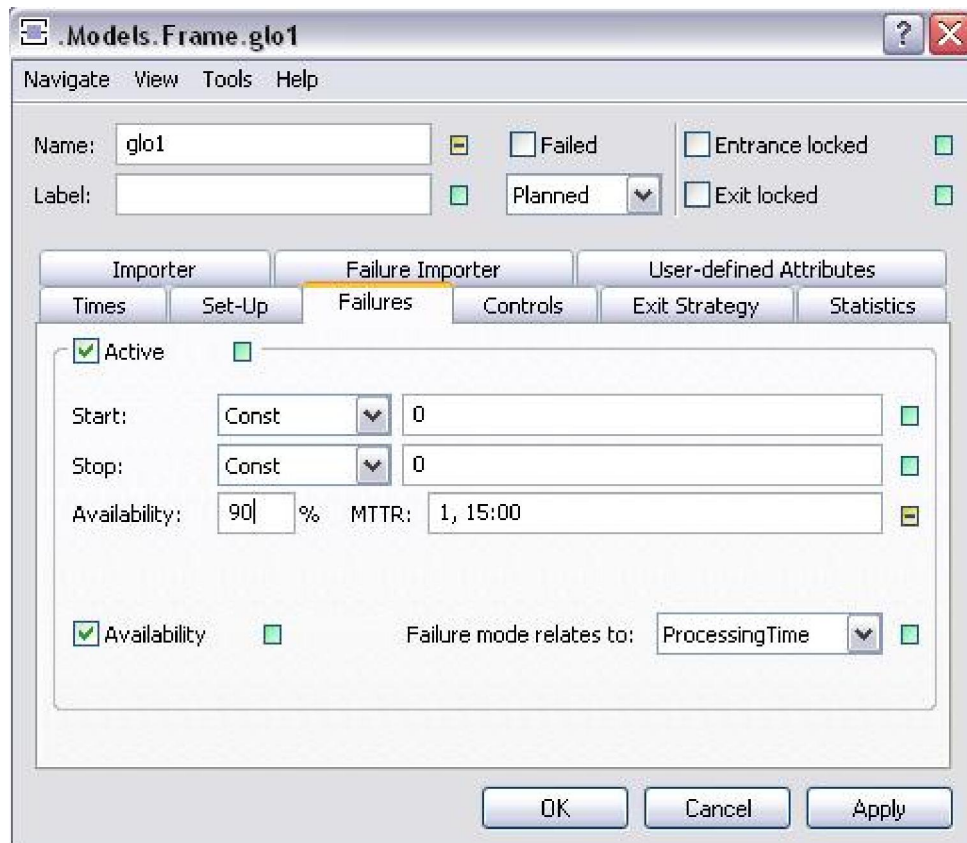 .Models.Frame.glo1 ?
Navigate View Tools Help
Name: glo1 Failed Entrance locked
Label: Planned Exit locked
Importer Failure Importer User-defined Attributes
Times Set-Up Failures Controls Exit Strategy Statistics
Active
Start: Const 0
Stop: Const 0
Availability: 90 % MTTR: 1, 15:00
Availability Failure mode relates to: ProcessingTime
OK Cancel Apply